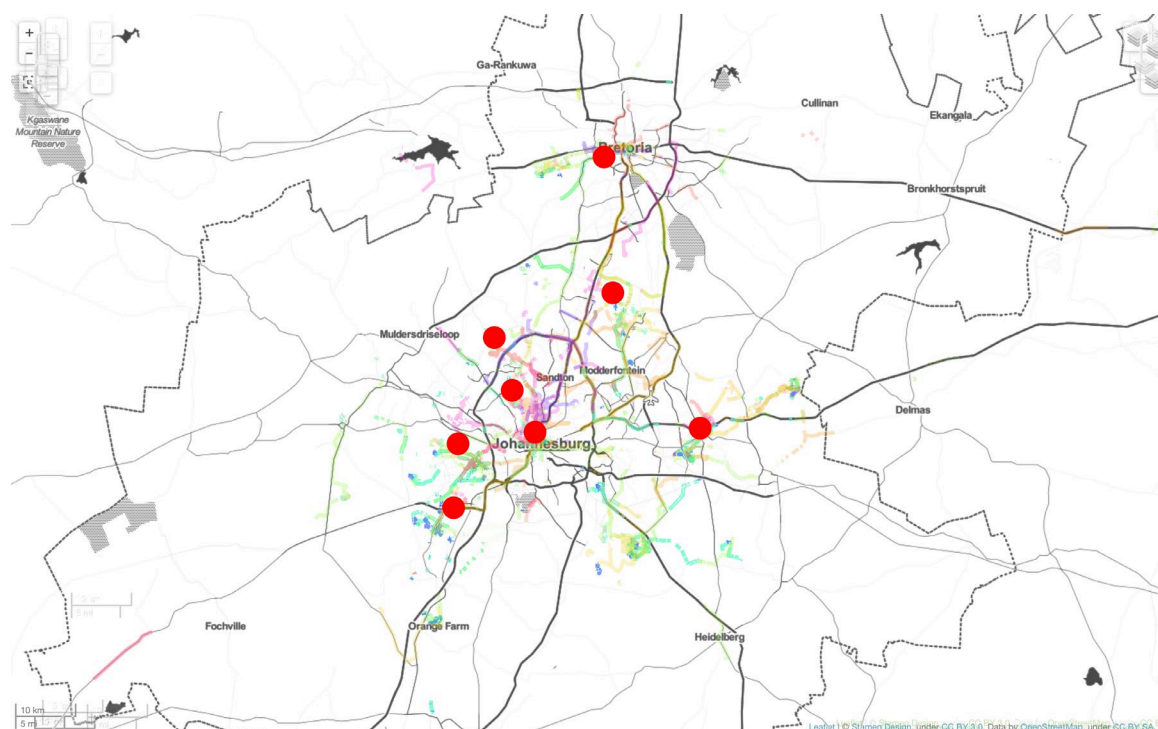 +
−
Ga-Rankuwa
Cullinan
Ekangala
Kgaswane
Mountain Nature
Reserve
Pretoria
Bronkhorstspruit
Muldersdriseloop
Sandton
Modderfontein
Delmas
Johannesburg
Fochville
Orange Farm
Heidelberg
10 km
5 mi
Leaflet | © Stamen Design, under CC BY 3.0. Data by OpenStreetMap, under CC BY SA.